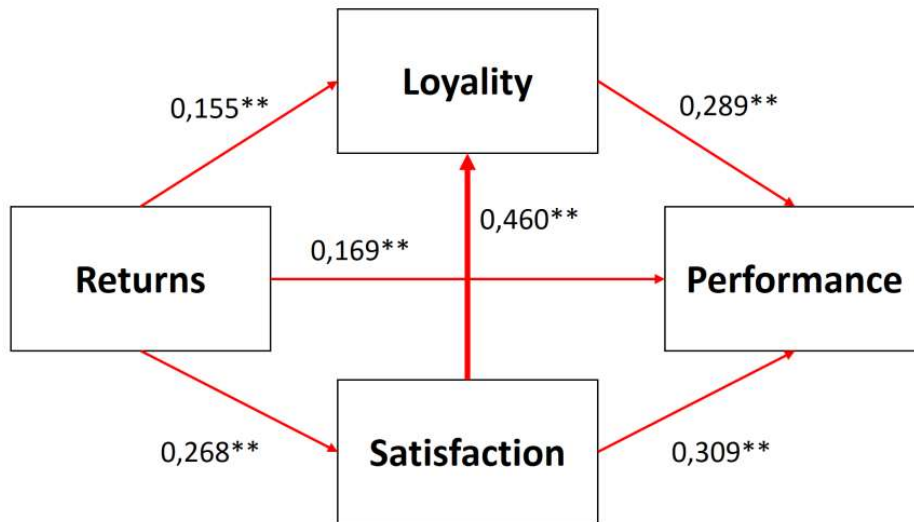 Loyality
0,155**
0,289**
0,460**
0,169**
Returns
Performance
0,268**
Satisfaction
0,309**